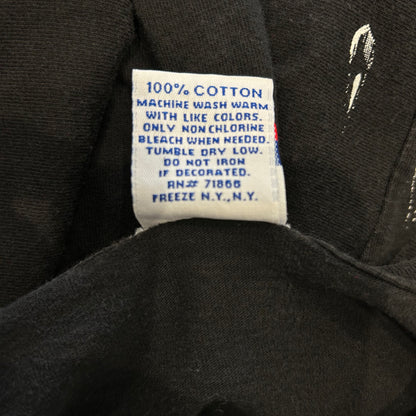 100% COTTON
MACHINE WASH WARM
WITH LIKE COLORS.
ONLY NON CHLORINE
BLEACH WHEN NEEDED.
TUMBLE DRY LOW.
DO NOT IRON
IF DECORATED.
RN# 71866
FREEZE N.Y., N.Y.